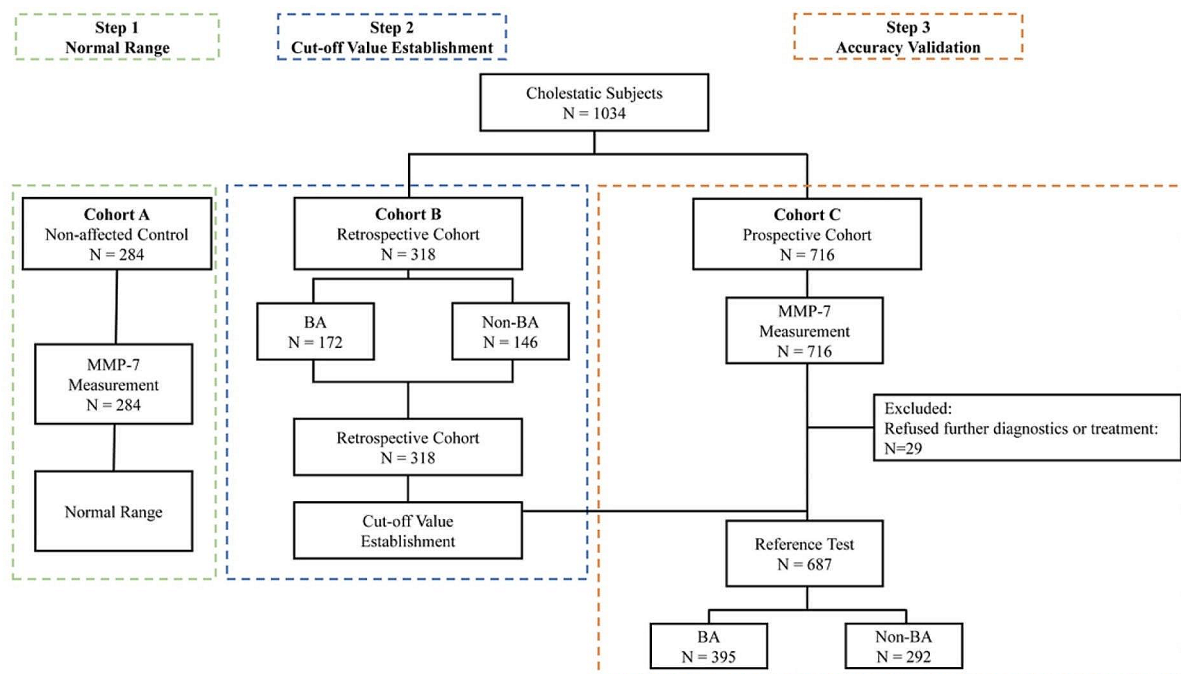 Step 1
Normal Range
Step 2
Cut-off Value Establishment
Step 3
Accuracy Validation
Cholestatic Subjects
N = 1034
Cohort A
Non-affected Control
N = 284
MMP-7
Measurement
N = 284
Normal Range
Cohort B
Retrospective Cohort
N = 318
BA
N = 172
Non-BA
N = 146
Retrospective Cohort
N = 318
Cut-off Value
Establishment
Cohort C
Prospective Cohort
N = 716
MMP-7
Measurement
N = 716
Excluded:
Refused further diagnostics or treatment:
N=29
Reference Test
N = 687
BA
N = 395
Non-BA
N = 292